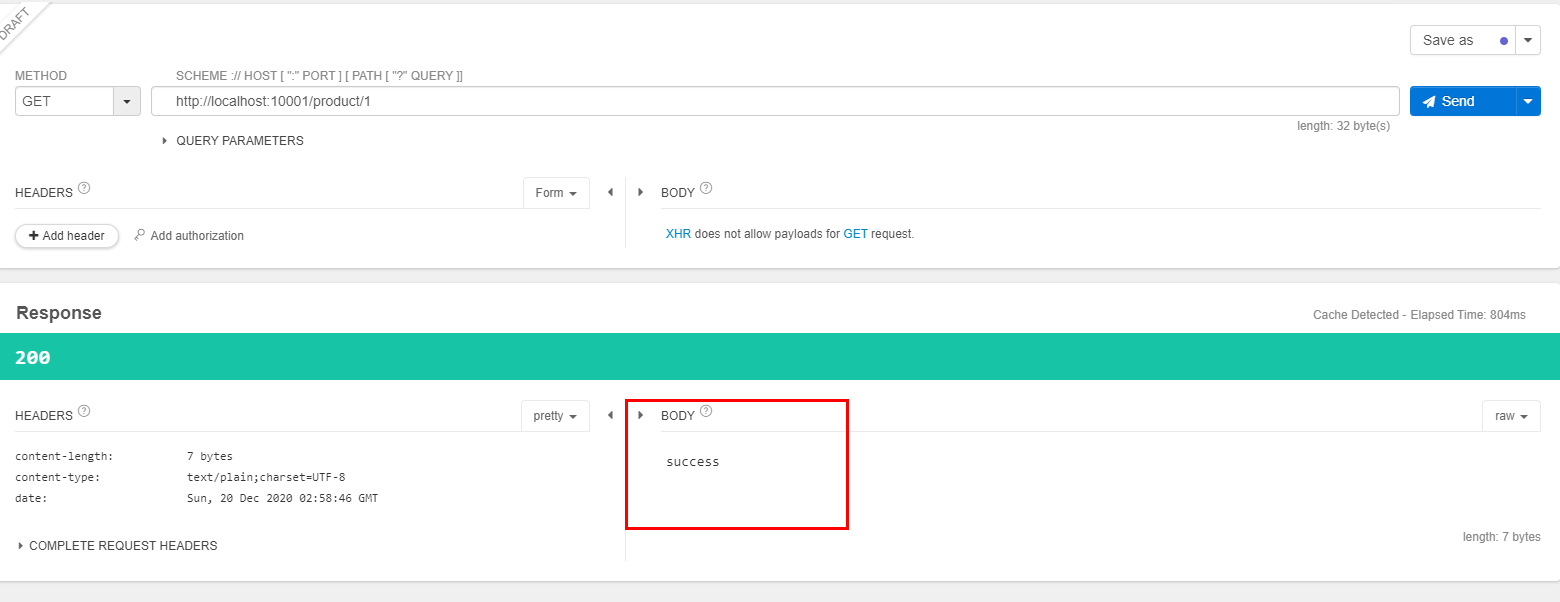 DRAFT
Save as
METHOD SCHEME :// HOST [ ":" PORT ] [ PATH [ "?" QUERY ]]
GET http://localhost:10001/product/1 Send
length: 32 byte(s)
QUERY PARAMETERS
HEADERS ? Form BODY ?
+ Add header Add authorization XHR does not allow payloads for GET request.
Response Cache Detected - Elapsed Time: 804ms
200
HEADERS ? pretty BODY ? raw
content-length: 7 bytes success
content-type: text/plain;charset=UTF-8
date: Sun, 20 Dec 2020 02:58:46 GMT
length: 7 bytes
COMPLETE REQUEST HEADERS